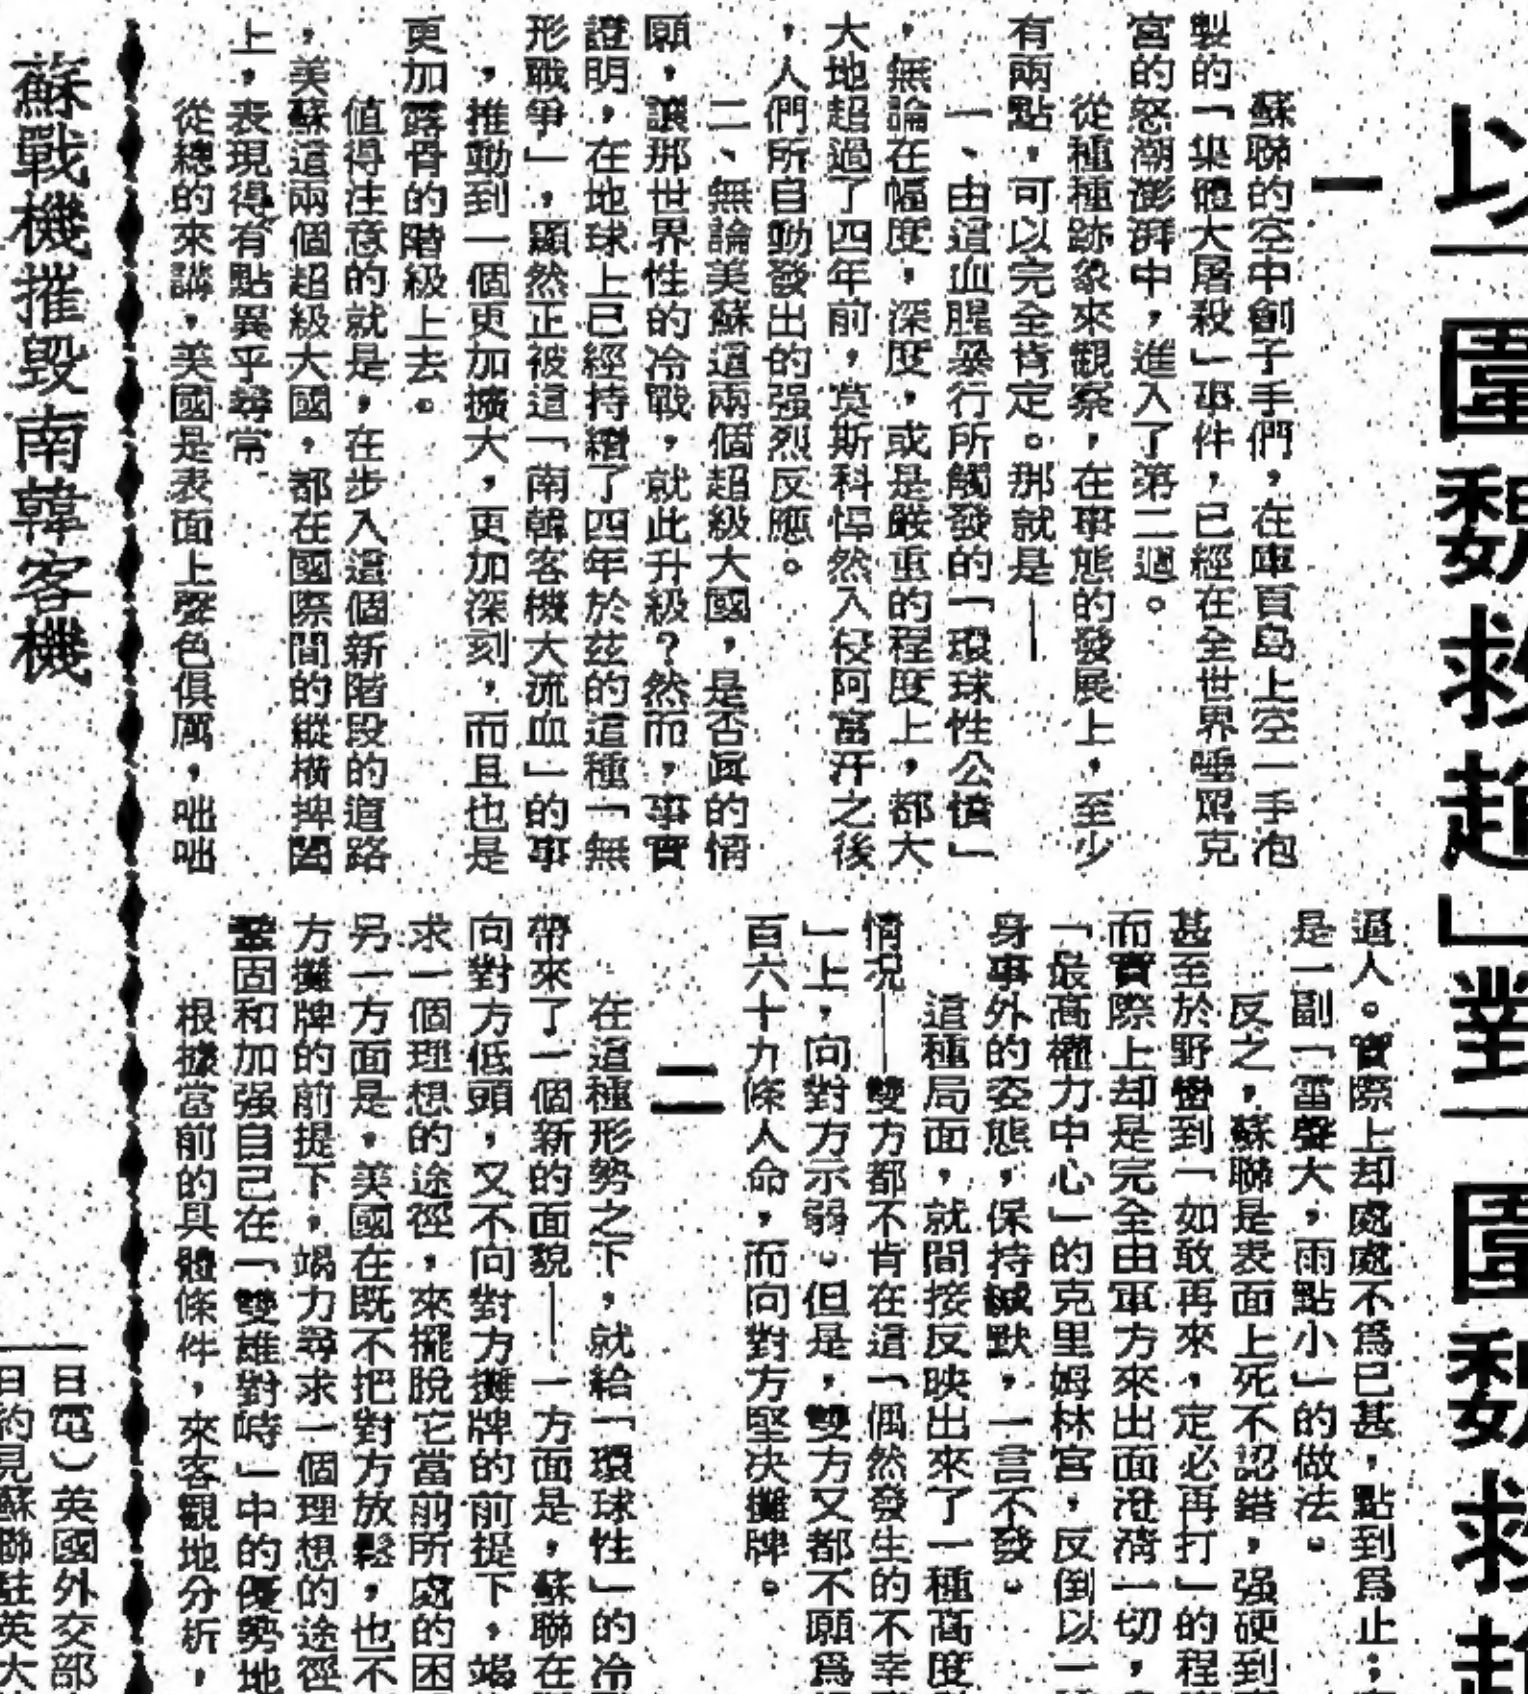 以「圍魏救趙」對「圍魏救趙
一
蘇聯的空中劊子手們，在庫頁島上空一手泡
製的「集體大屠殺」事件，已經在全世界唾罵克
宮的怒潮澎湃中，進入了第二週。
從種種跡象來觀察，在事態的發展上，至少
有兩點，可以完全肯定。那就是——
一、由這血腥暴行所觸發的「環球性公憤」
，無論在幅度，深度，或是嚴重的程度上，都大
大地超過了四年前，莫斯科悍然入侵阿富汗之後
，人們所自動發出的强烈反應。
二、無論美蘇這兩個超級大國，是否眞的情
願，讓那世界性的冷戰，就此升級？然而，事實
證明，在地球上已經持續了四年於茲的這種「無
形戰爭」，顯然正被這「南韓客機大流血」的事
，推動到一個更加擴大，更加深刻，而且也是
更加露骨的階級上去。
値得注意的就是，在步入這個新階段的道路
，美蘇這兩個超級大國，都在國際間的縱橫捭闔
上，表現得有點異乎尋常
從總的來講，美國是表面上聲色俱厲，咄咄
逼人。實際上却處處不爲已甚，點到爲止；
是一副「雷聲大，雨點小」的做法。
反之，蘇聯是表面上死不認錯，强硬到
甚至於野蠻到「如敢再來，定必再打」的程
而實際上却是完全由軍方來出面澄清一切，
「最高權力中心」的克里姆林宮，反倒以一
身事外的姿態，保持緘默，一言不發。
這種局面，就間接反映出來了一種高度
情况——雙方都不肯在這「偶然發生的不幸
」上，向對方示弱。但是，雙方又都不願爲
百六十九條人命，而向對方堅决攤牌。
二
在這種形勢之下，就給「環球性」的冷
帶來了一個新的面貌——一方面是，蘇聯在
向對方低頭，又不向對方攤牌的前提下，竭
求一個理想的途徑，來擺脫它當前所處的困
另一方面是，美國在既不把對方放鬆，也不
方攤牌的前提下，竭力尋求一個理想的途徑
鞏固和加强自己在「雙雄對峙」中的優勢地
根據當前的具體條件，來客觀地分析，
蘇戰機摧毀南韓客機
日電）英國外交部
日約見蘇聯駐英大